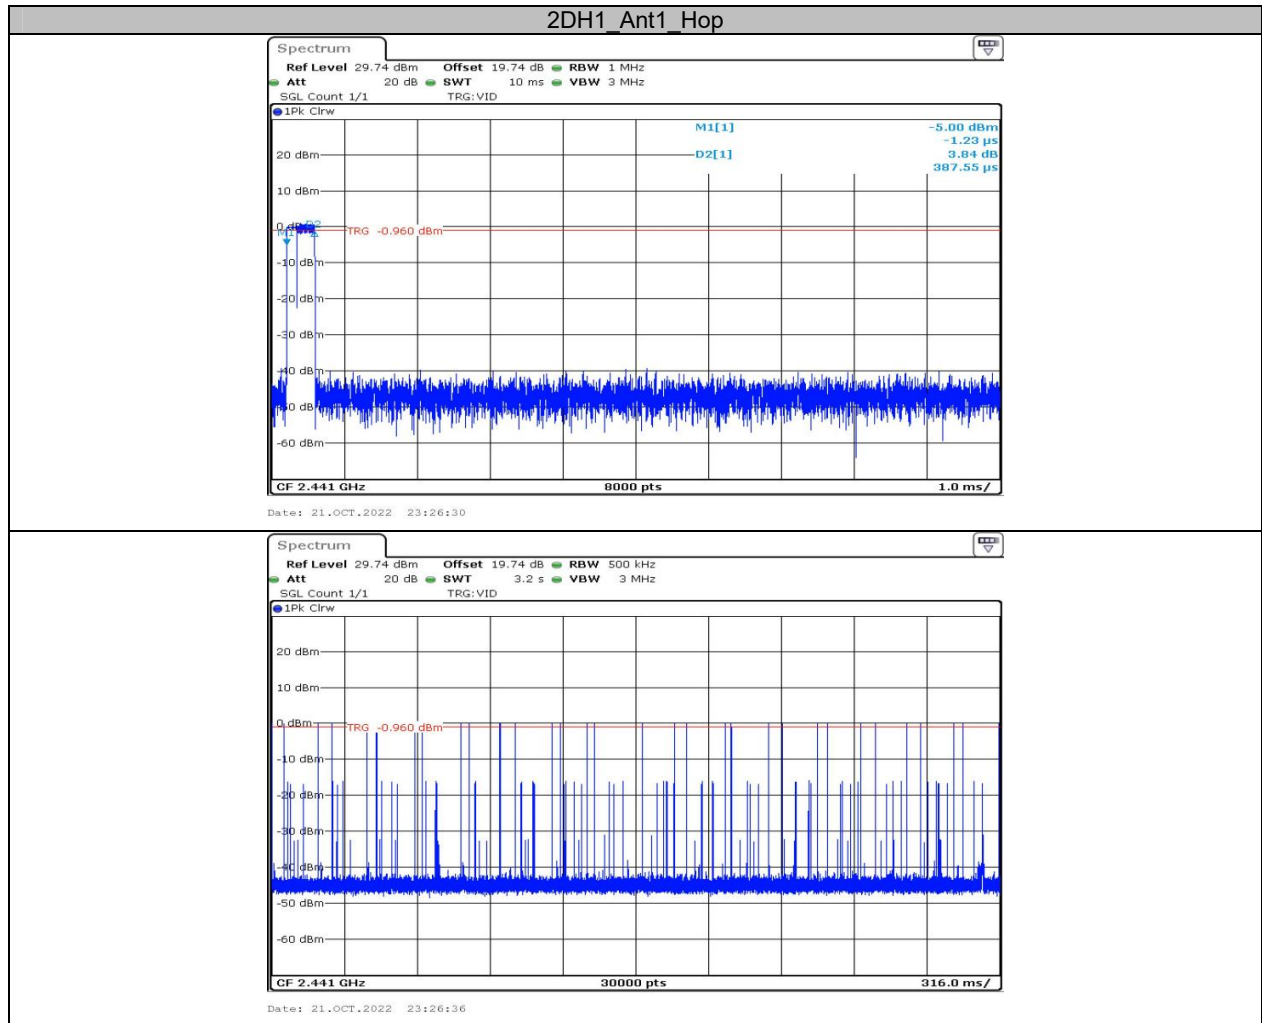 2DH1_Ant1_Hop
Spectrum
Ref Level 29.74 dBm Offset 19.74 dB RBW 1 MHz
Att 20 dB SWT 10 ms VBW 3 MHz
SGL Count 1/1 TRG:VID
1Pk Clrw
M1[1] -5.00 dBm
-1.23 µs
20 dBm D2[1] 3.84 dB
387.55 µs
10 dBm
0 dBm D2
M1 TRG -0.960 dBm
-10 dBm
-20 dBm
-30 dBm
-40 dBm
-50 dBm
-60 dBm
CF 2.441 GHz 8000 pts 1.0 ms/
Date: 21.OCT.2022 23:26:30
Spectrum
Ref Level 29.74 dBm Offset 19.74 dB RBW 500 kHz
Att 20 dB SWT 3.2 s VBW 3 MHz
SGL Count 1/1 TRG:VID
1Pk Clrw
20 dBm
10 dBm
0 dBm
TRG -0.960 dBm
-10 dBm
-20 dBm
-30 dBm
-40 dBm
-50 dBm
-60 dBm
CF 2.441 GHz 30000 pts 316.0 ms/
Date: 21.OCT.2022 23:26:36